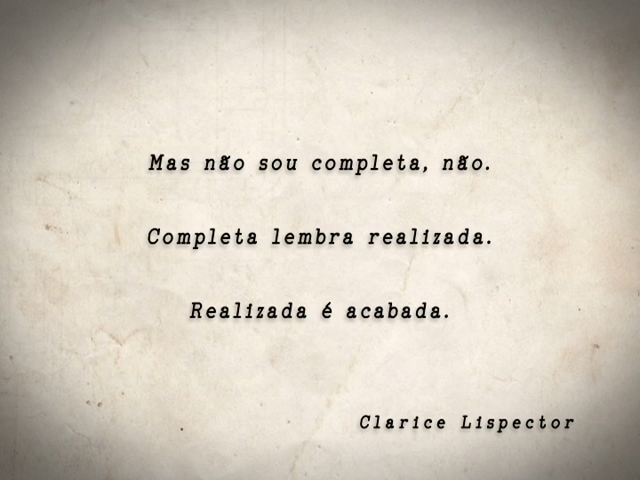 Mas não sou completa, não.
Completa lembra realizada.
Realizada é acabada.
Clarice Lispector